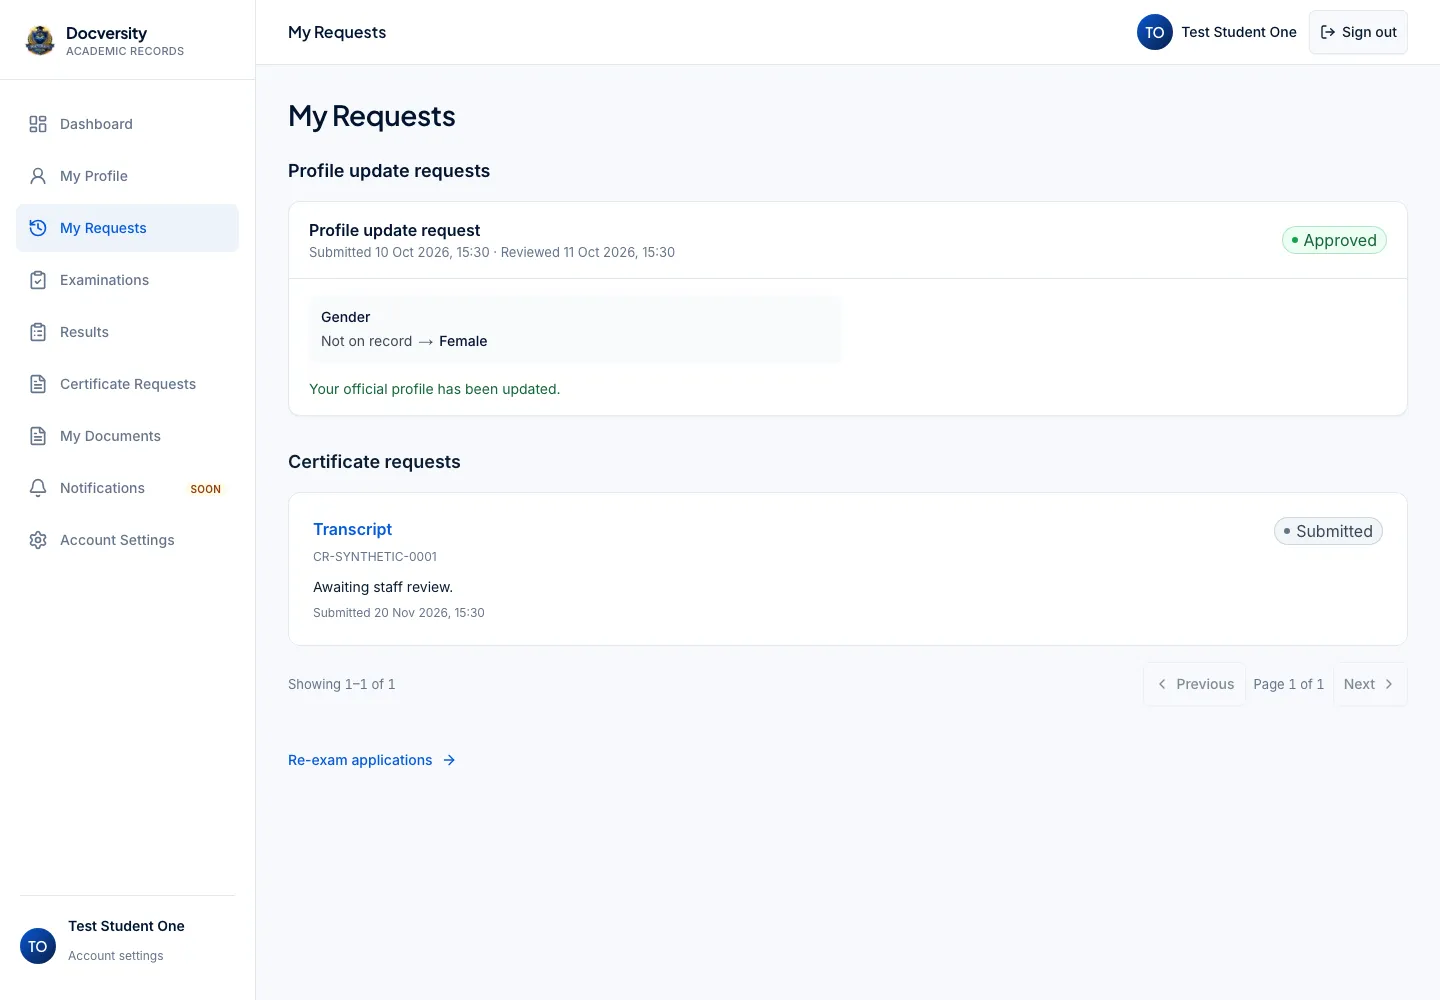 Docversity
ACADEMIC RECORDS
Dashboard
My Profile
My Requests
Examinations
Results
Certificate Requests
My Documents
Notifications SOON
Account Settings
TO Test Student One
Account settings
My Requests
TO Test Student One Sign out
My Requests
Profile update requests
Profile update request
Submitted 10 Oct 2026, 15:30 · Reviewed 11 Oct 2026, 15:30
Approved
Gender
Not on record → Female
Your official profile has been updated.
Certificate requests
Transcript
Submitted
CR-SYNTHETIC-0001
Awaiting staff review.
Submitted 20 Nov 2026, 15:30
Showing 1–1 of 1
Previous Page 1 of 1 Next
Re-exam applications →